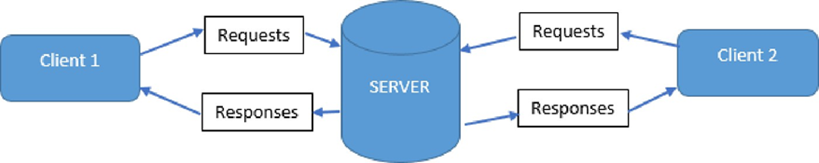 Client 1
Requests
Responses
SERVER
Requests
Responses
Client 2